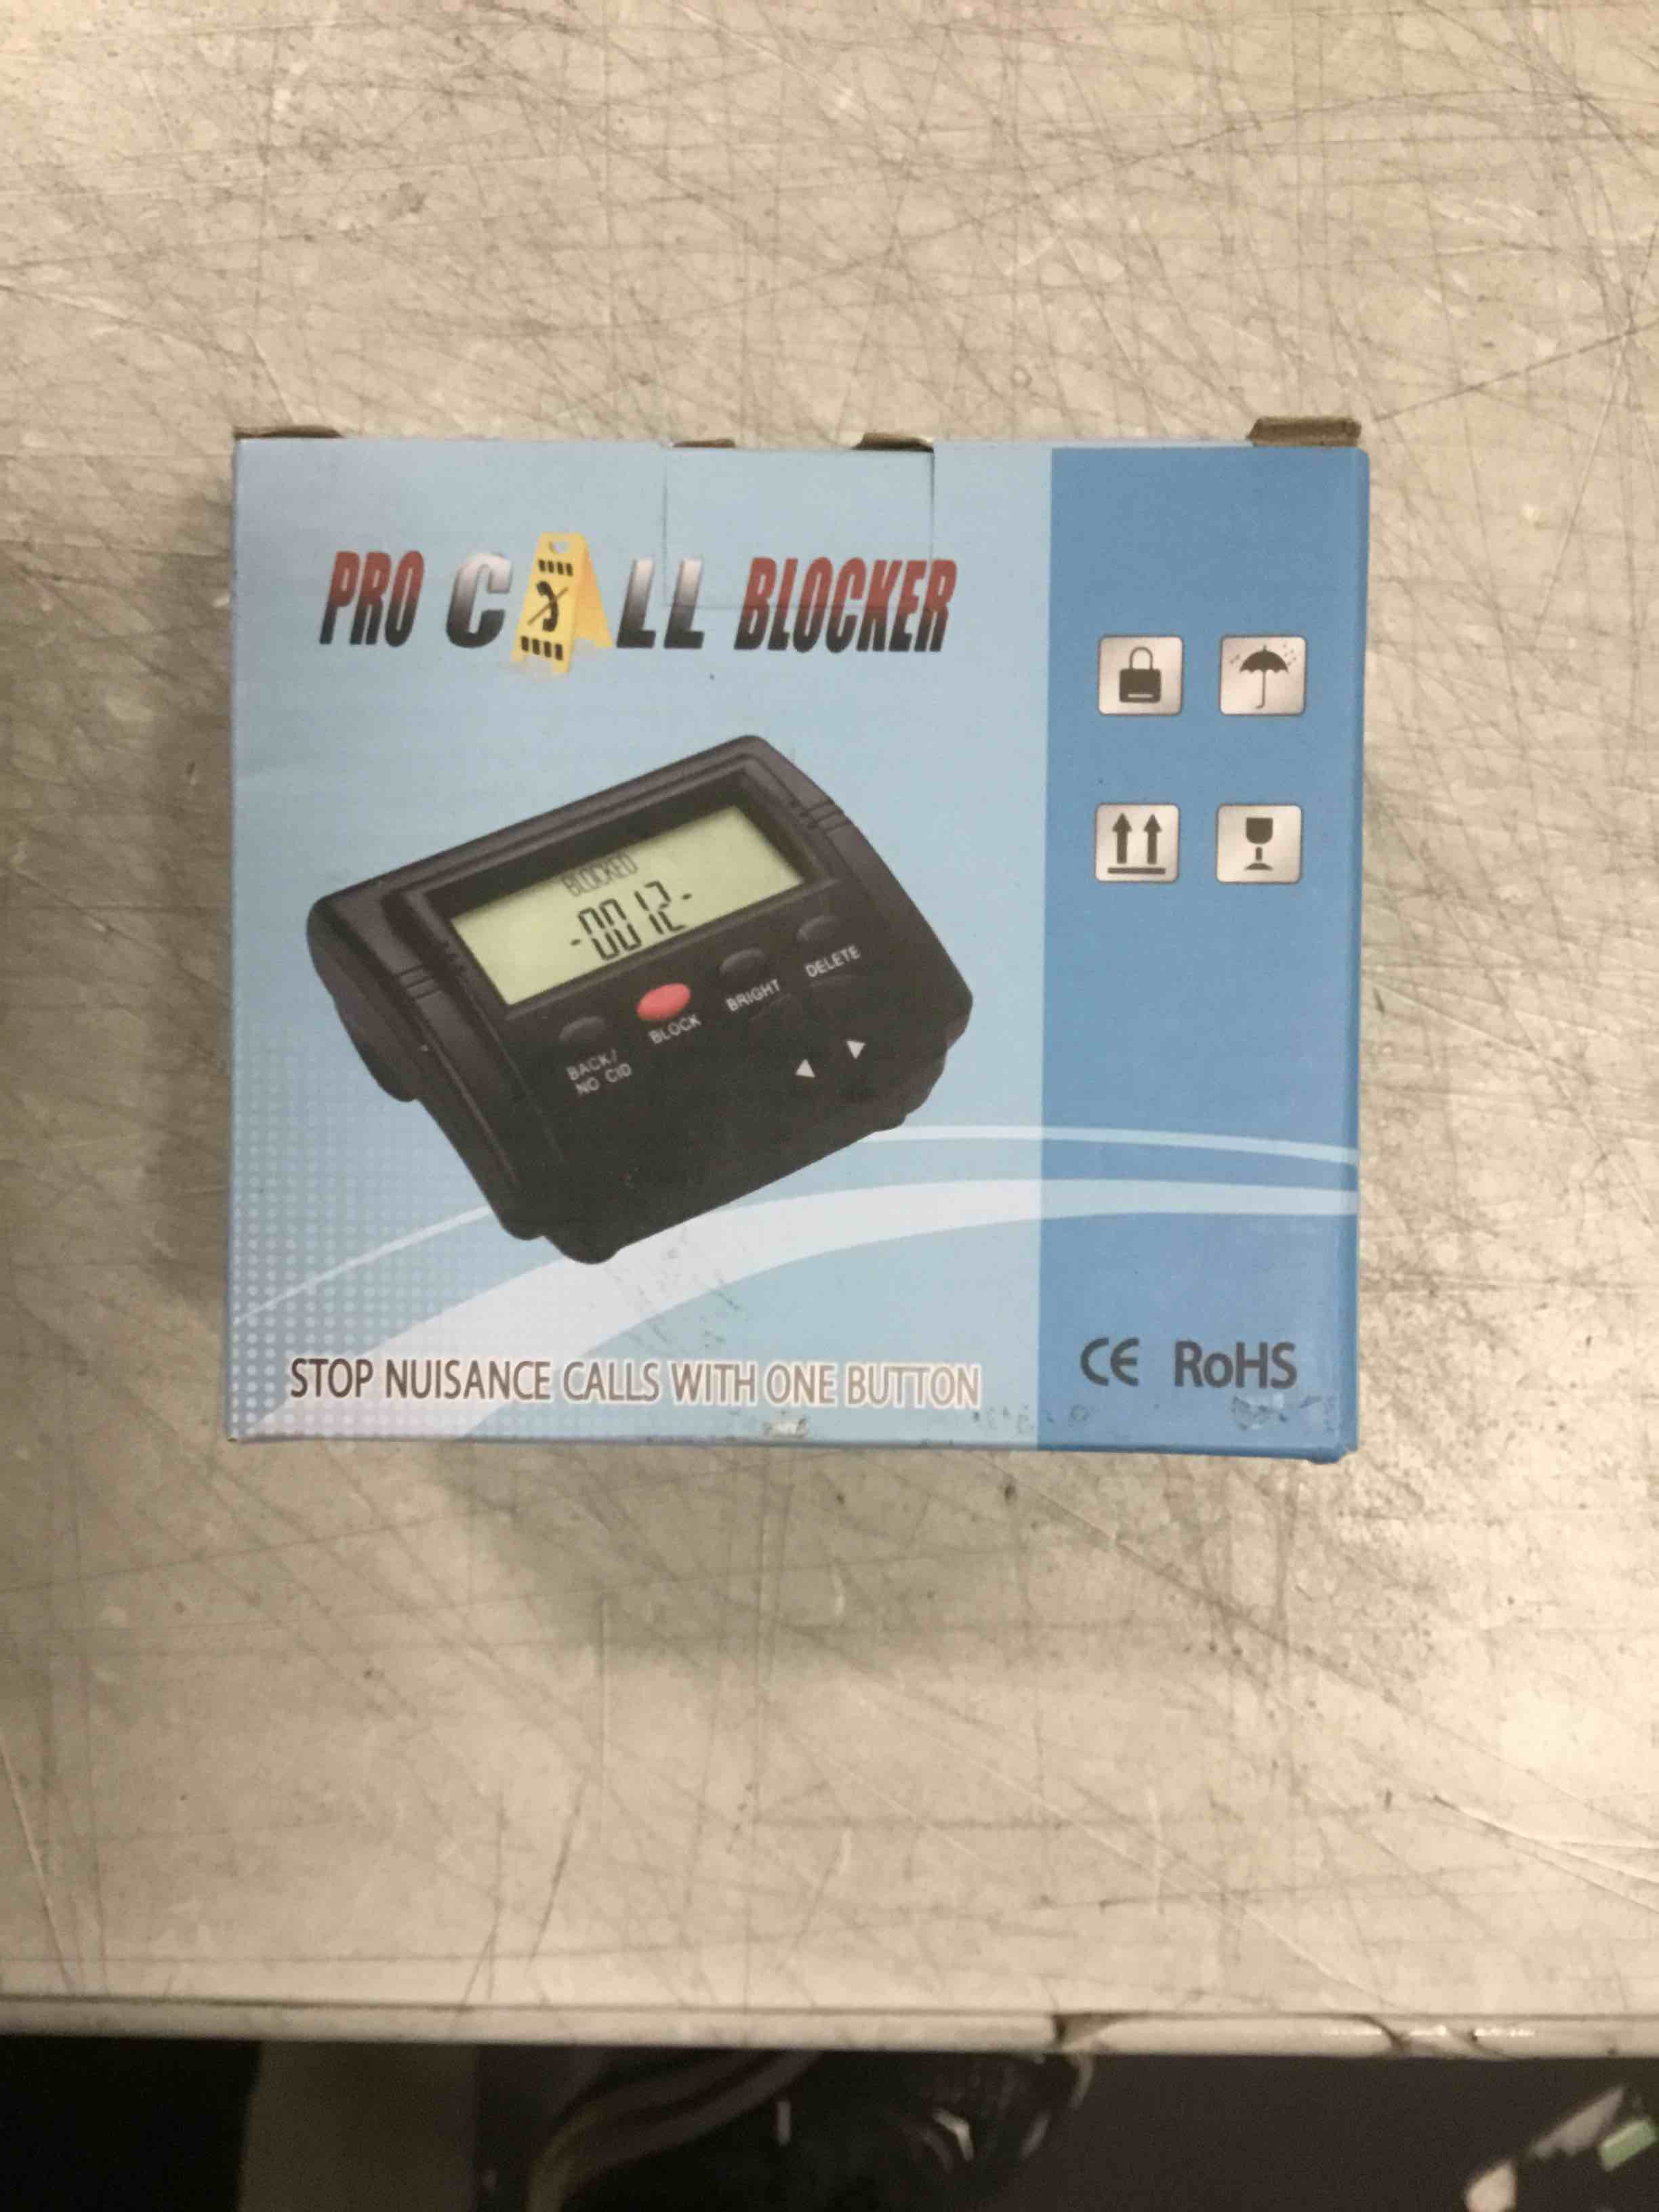 PRO CALL BLOCKER
BLOCKED
-0012-
BACK/
NO CID
BLOCK
BRIGHT
DELETE
STOP NUISANCE CALLS WITH ONE BUTTON
CE RoHS